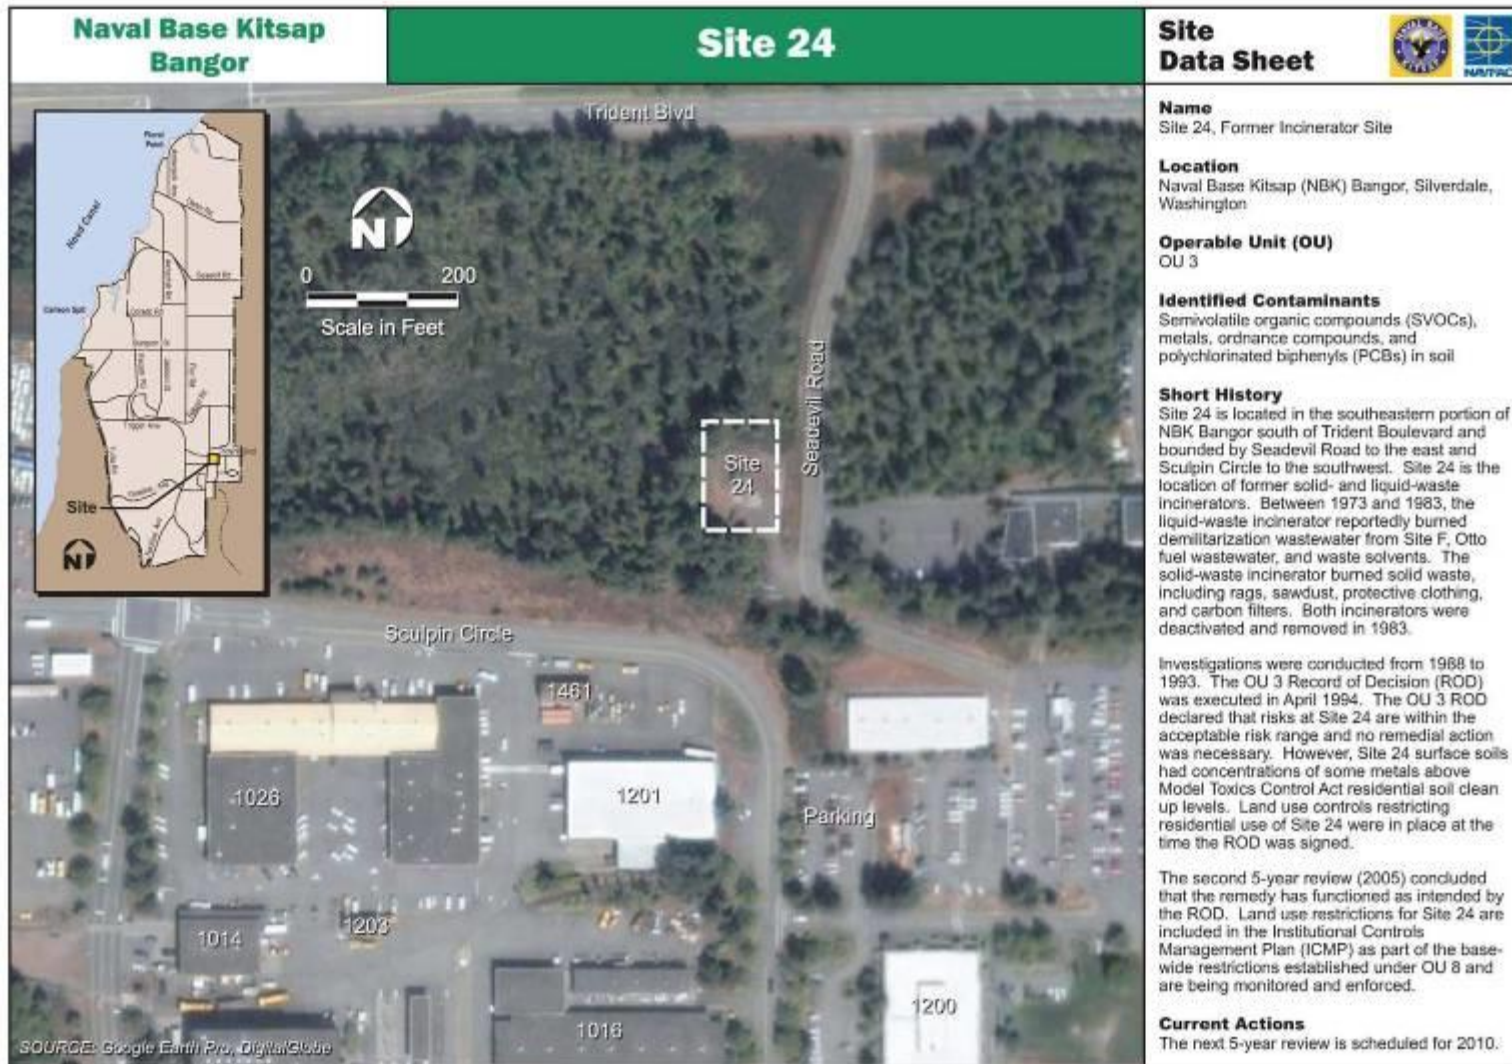 Naval Base Kitsap
Bangor
Site 24
Site
Data Sheet
NAVFAC
Trident Blvd
Hood Canal
Carlson Spit
Trigger Ave
Site
N
N
0 200
Scale in Feet
Seadevil Road
Site
24
Sculpin Circle
1461
1026
1201
Parking
1203
1014
1016
1200
SOURCE: Google Earth Pro, DigitalGlobe
Name
Site 24, Former Incinerator Site
Location
Naval Base Kitsap (NBK) Bangor, Silverdale,
Washington
Operable Unit (OU)
OU 3
Identified Contaminants
Semivolatile organic compounds (SVOCs),
metals, ordnance compounds, and
polychlorinated biphenyls (PCBs) in soil
Short History
Site 24 is located in the southeastern portion of
NBK Bangor south of Trident Boulevard and
bounded by Seadevil Road to the east and
Sculpin Circle to the southwest. Site 24 is the
location of former solid- and liquid-waste
incinerators. Between 1973 and 1983, the
liquid-waste incinerator reportedly burned
demilitarization wastewater from Site F, Otto
fuel wastewater, and waste solvents. The
solid-waste incinerator burned solid waste,
including rags, sawdust, protective clothing,
and carbon filters. Both incinerators were
deactivated and removed in 1983.
Investigations were conducted from 1988 to
1993. The OU 3 Record of Decision (ROD)
was executed in April 1994. The OU 3 ROD
declared that risks at Site 24 are within the
acceptable risk range and no remedial action
was necessary. However, Site 24 surface soils
had concentrations of some metals above
Model Toxics Control Act residential soil clean
up levels. Land use controls restricting
residential use of Site 24 were in place at the
time the ROD was signed.
The second 5-year review (2005) concluded
that the remedy has functioned as intended by
the ROD. Land use restrictions for Site 24 are
included in the Institutional Controls
Management Plan (ICMP) as part of the base-
wide restrictions established under OU 8 and
are being monitored and enforced.
Current Actions
The next 5-year review is scheduled for 2010.